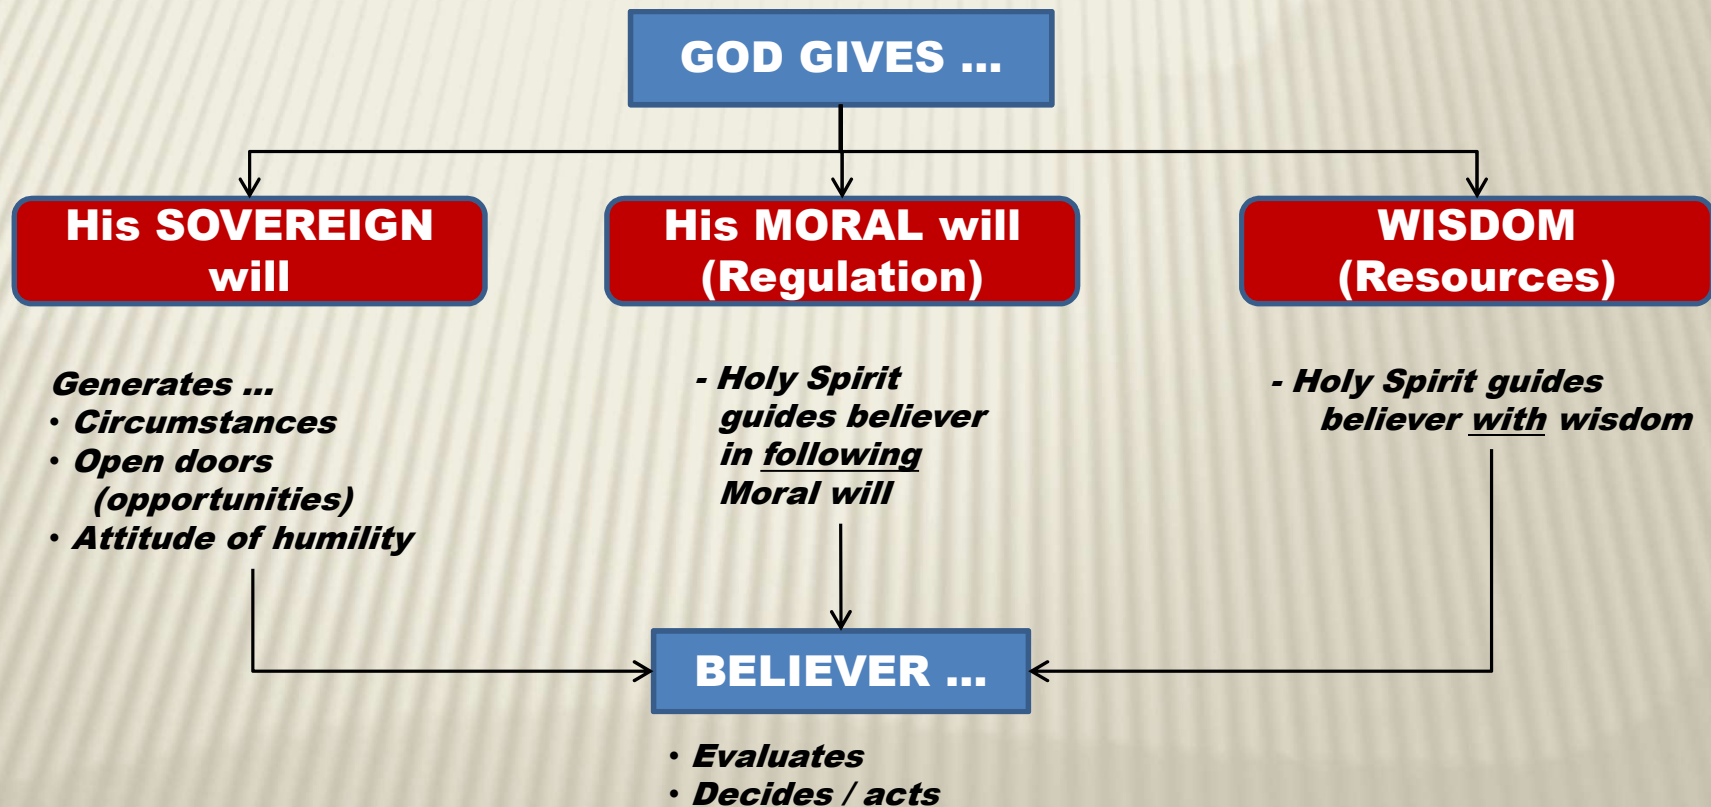 GOD GIVES ...
His SOVEREIGN
will
His MORAL will
(Regulation)
WISDOM
(Resources)
Generates ...
• Circumstances
• Open doors
(opportunities)
• Attitude of humility
- Holy Spirit
guides believer
in following
Moral will
- Holy Spirit guides
believer with wisdom
BELIEVER ...
• Evaluates
• Decides / acts